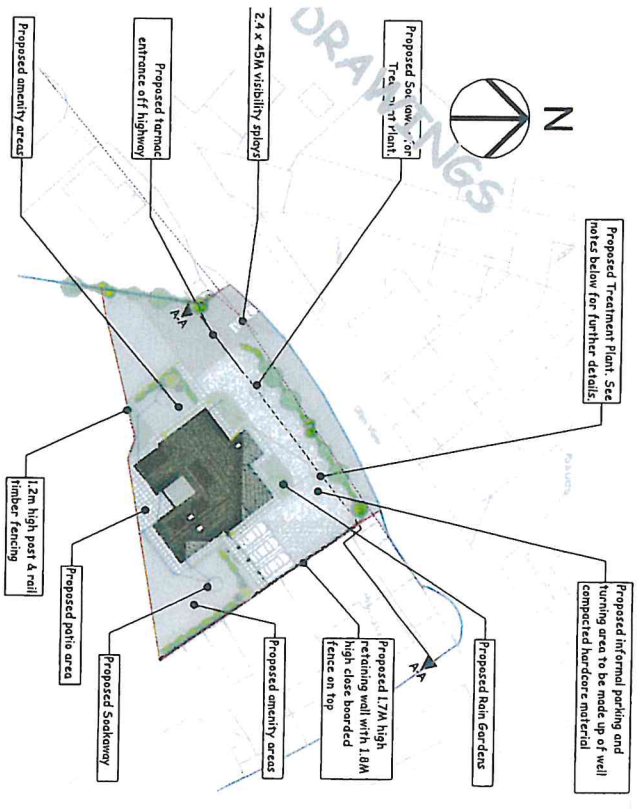 N
DRAWINGS
Proposed Treatment Plant. See
notes below for further details.
Proposed informal parking and
turning area to be made up of well
compacted hardcore material
Proposed
Treatment Plant.
2.4 x 45M visibility splays
Proposed tarmac
entrance off highway
Proposed amenity areas
A-A
A-A
Proposed Rain Gardens
Proposed 1.7M high
retaining wall with 1.8M
high close boarded
fence on top
Proposed amenity areas
Proposed Soakaway
Proposed patio area
1.2m high post & rail
timber fencing